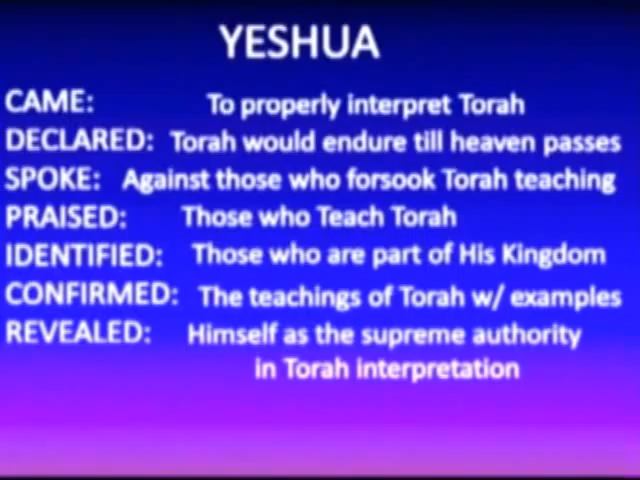 YESHUA
CAME: To properly interpret Torah
DECLARED: Torah would endure till heaven passes
SPOKE: Against those who forsook Torah teaching
PRAISED: Those who Teach Torah
IDENTIFIED: Those who are part of His Kingdom
CONFIRMED: The teachings of Torah w/ examples
REVEALED: Himself as the supreme authority
in Torah interpretation